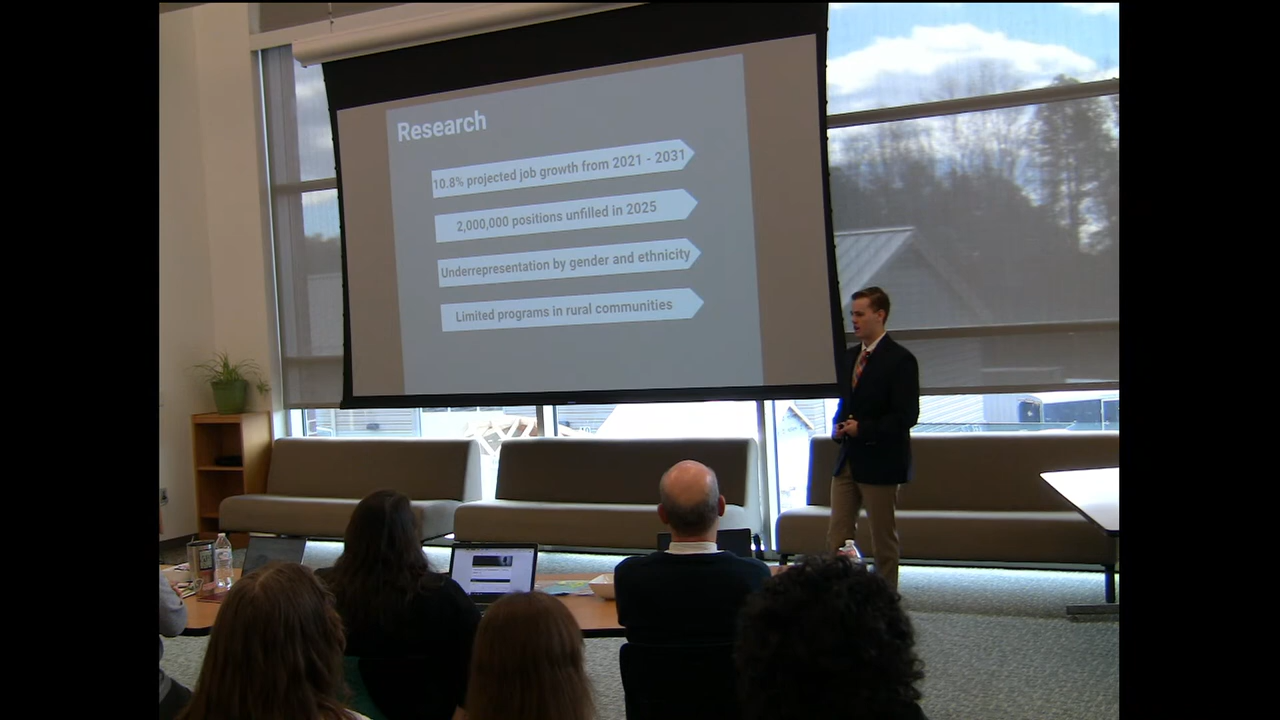 Research
10.8% projected job growth from 2021 - 2031
2,000,000 positions unfilled in 2025
Underrepresentation by gender and ethnicity
Limited programs in rural communities